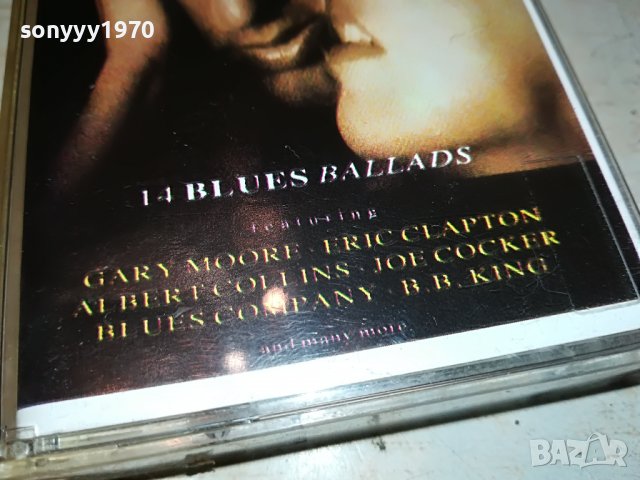 sonyyy1970
14 BLUES BALLADS
featuring
GARY MOORE · ERIC CLAPTON
ALBERT COLLINS · JOE COCKER
BLUES COMPANY · B.B. KING
and many more
BAZAR